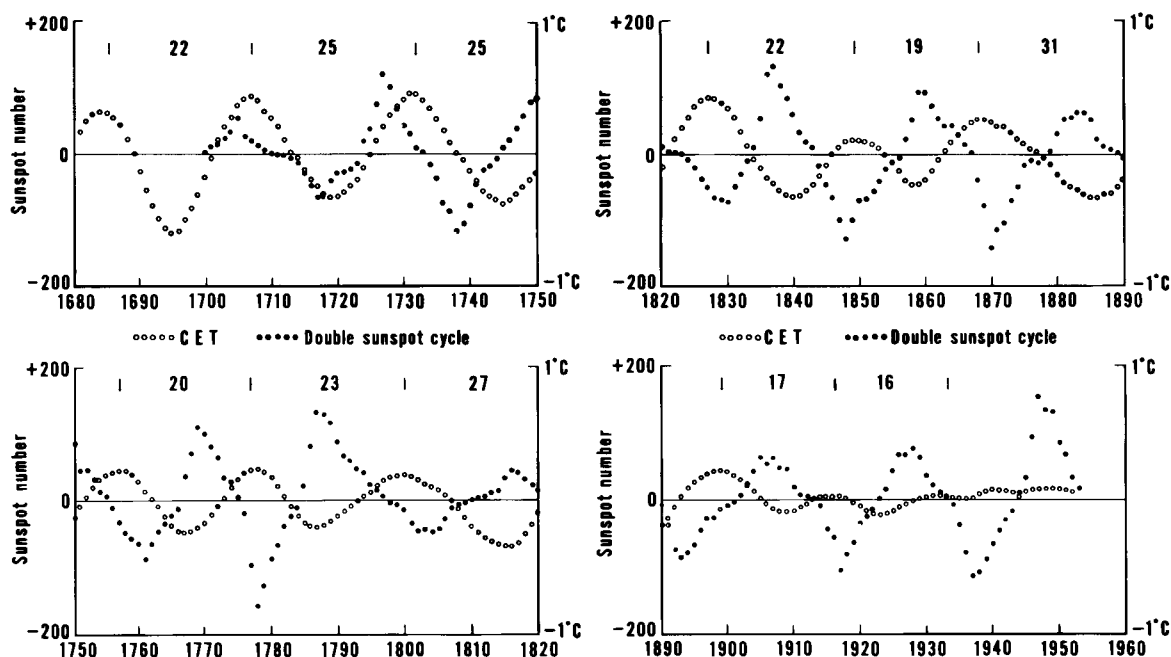 +200 1°C
22 25 25
Sunspot number
0
-200 -1°C
1680 1690 1700 1710 1720 1730 1740 1750
+200 1°C
22 19 31
Sunspot number
0
-200 -1°C
1820 1830 1840 1850 1860 1870 1880 1890
CET Double sunspot cycle
CET Double sunspot cycle
+200 1°C
20 23 27
Sunspot number
0
-200 -1°C
1750 1760 1770 1780 1790 1800 1810 1820
+200 1°C
17 16
Sunspot number
0
-200 -1°C
1890 1900 1910 1920 1930 1940 1950 1960